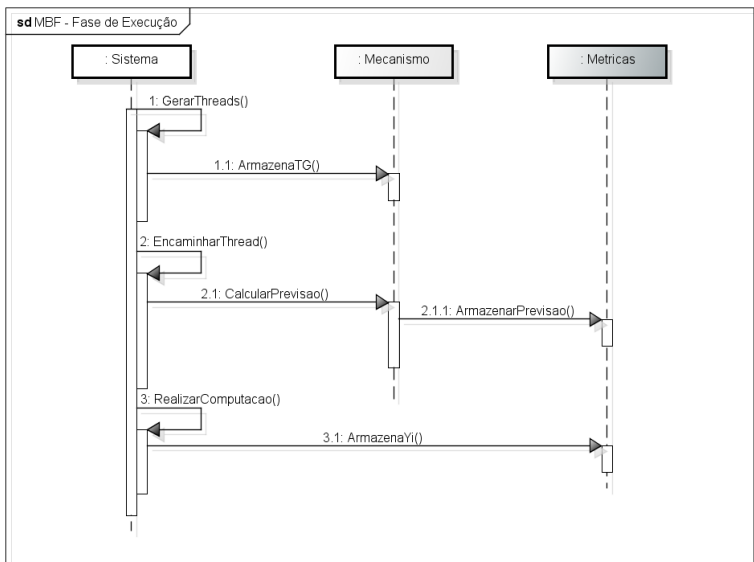 sd MBF - Fase de Execução
: Sistema
: Mecanismo
: Metricas
1: GerarThreads()
1.1: ArmazenaTG()
2: EncaminharThread()
2.1: CalcularPrevisao()
2.1.1: ArmazenarPrevisao()
3: RealizarComputacao()
3.1: ArmazenaYi()